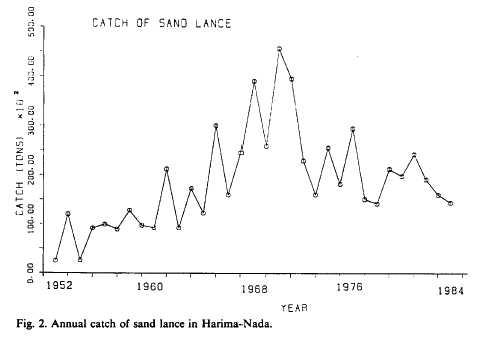 CATCH OF SAND LANCE
500.00
400.00
300.00
200.00
100.00
0.00
CATCH (TONS) ×10²
1952 1960 1968 1976 1984
YEAR
Fig. 2. Annual catch of sand lance in Harima-Nada.